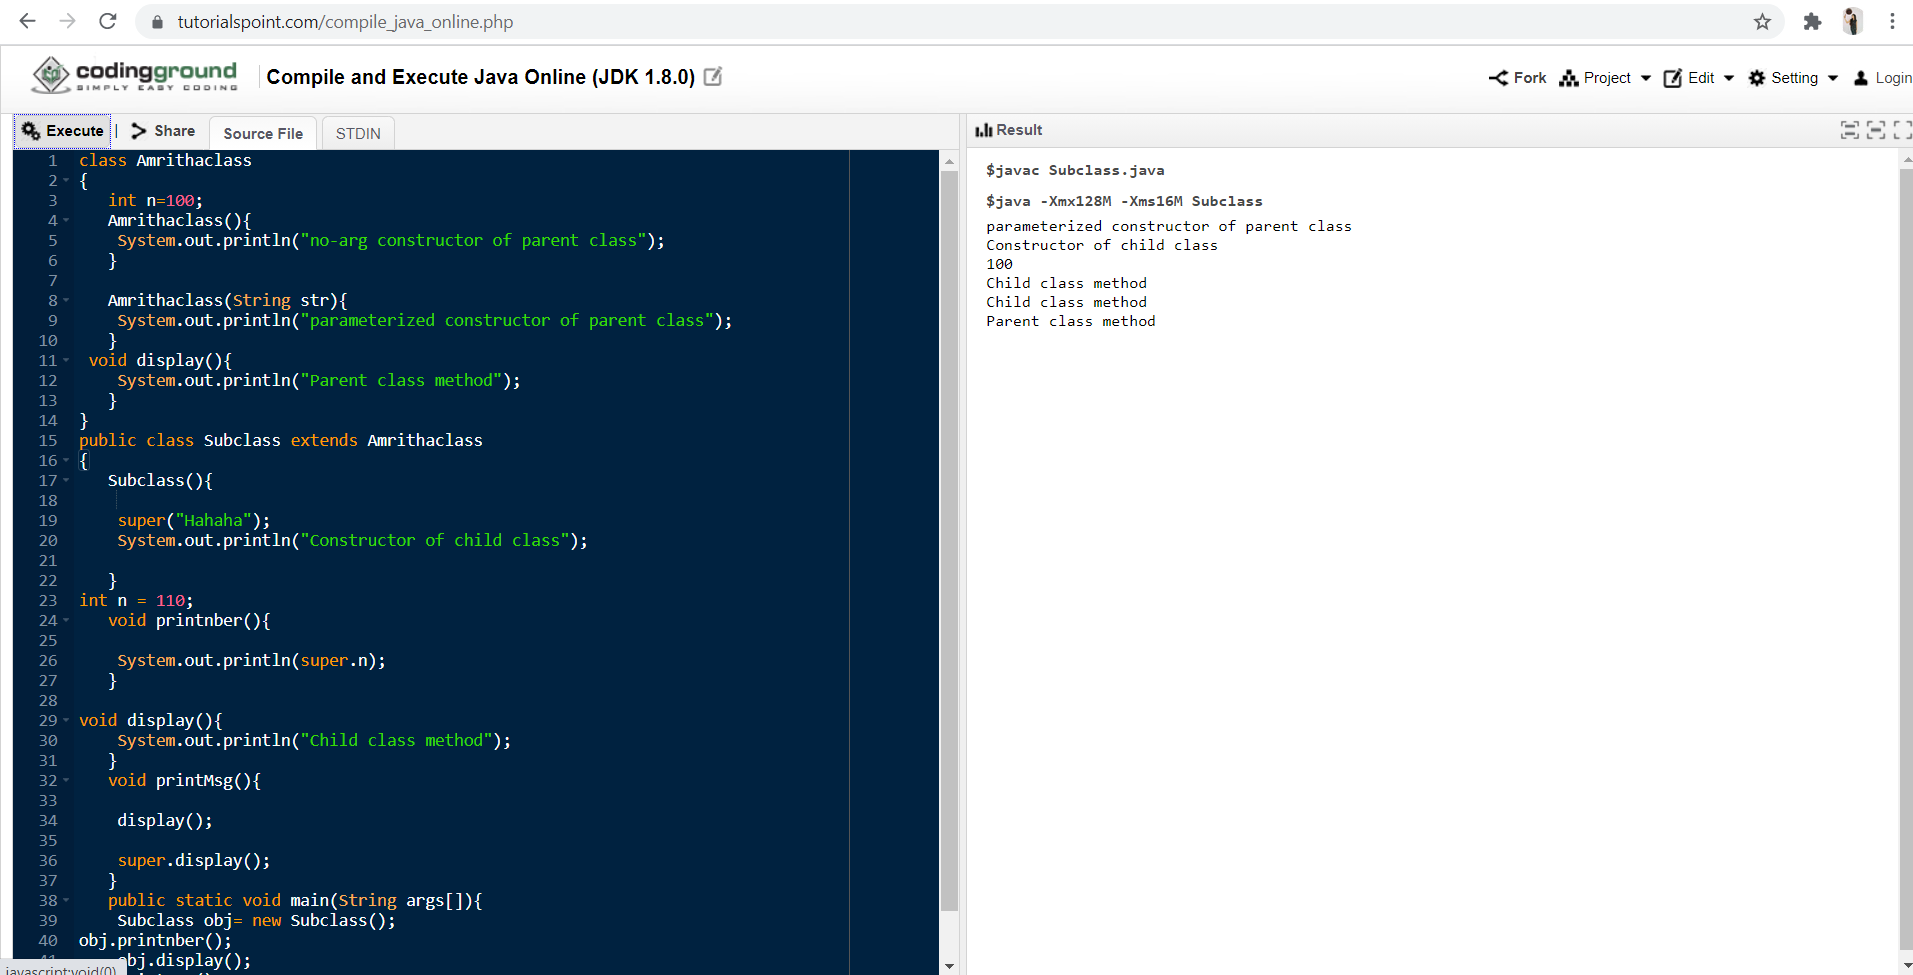 tutorialspoint.com/compile_java_online.php
codingground
SIMPLY EASY CODING
Compile and Execute Java Online (JDK 1.8.0)
Fork Project Edit Setting Login
Execute | Share Source File STDIN
Result
1 class Amrithaclass
2 {
3 int n=100;
4 Amrithaclass(){
5 System.out.println("no-arg constructor of parent class");
6 }
7
8 Amrithaclass(String str){
9 System.out.println("parameterized constructor of parent class");
10 }
11 void display(){
12 System.out.println("Parent class method");
13 }
14 }
15 public class Subclass extends Amrithaclass
16 {
17 Subclass(){
18
19 super("Hahaha");
20 System.out.println("Constructor of child class");
21
22 }
23 int n = 110;
24 void printnber(){
25
26 System.out.println(super.n);
27 }
28
29 void display(){
30 System.out.println("Child class method");
31 }
32 void printMsg(){
33
34 display();
35
36 super.display();
37 }
38 public static void main(String args[]){
39 Subclass obj= new Subclass();
40 obj.printnber();
obj.display();
javascript:void(0)
$javac Subclass.java
$java -Xmx128M -Xms16M Subclass
parameterized constructor of parent class
Constructor of child class
100
Child class method
Child class method
Parent class method